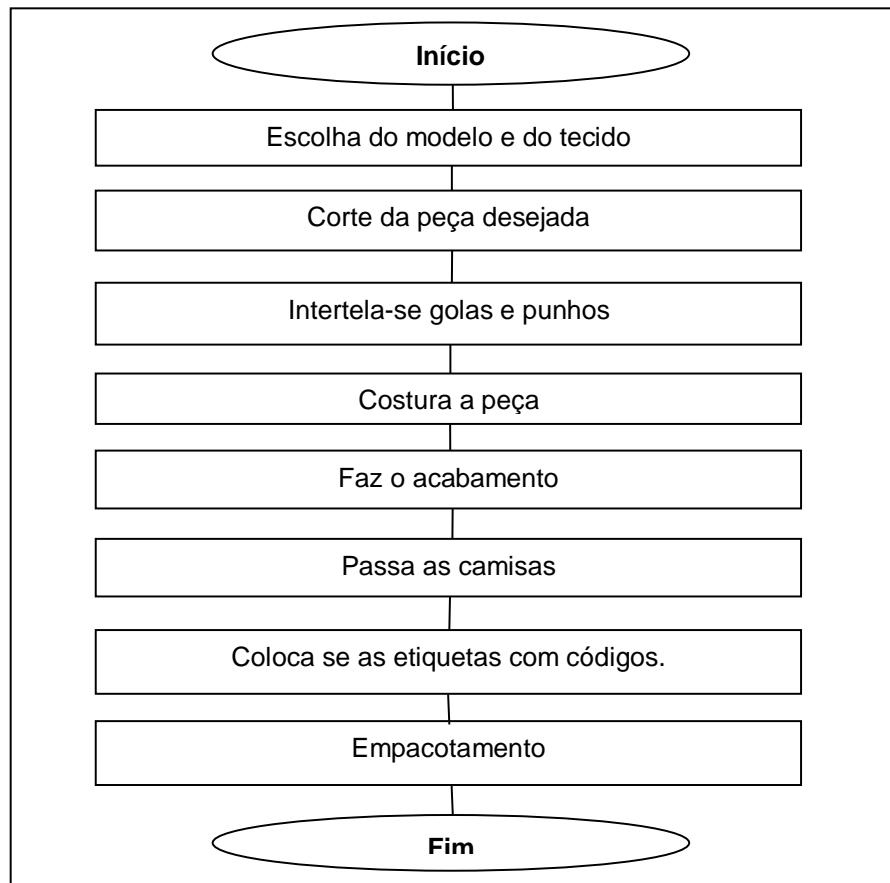 Início
Escolha do modelo e do tecido
Corte da peça desejada
Intertela-se golas e punhos
Costura a peça
Faz o acabamento
Passa as camisas
Coloca se as etiquetas com códigos.
Empacotamento
Fim